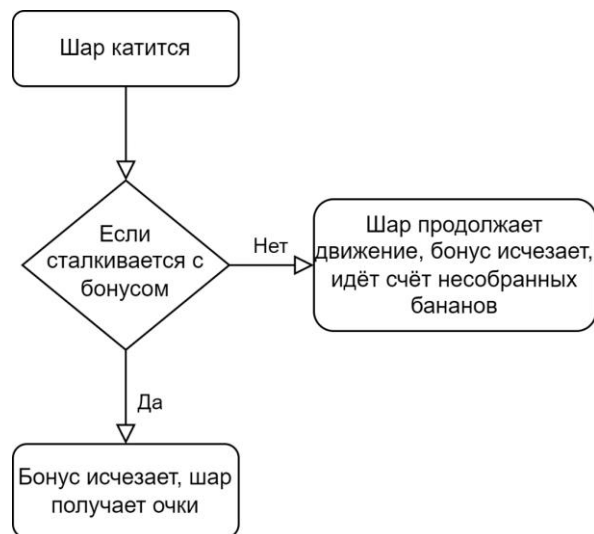 Шар катится
Если
сталкивается с
бонусом
Нет
Шар продолжает
движение, бонус исчезает,
идёт счёт несобранных
бананов
Да
Бонус исчезает, шар
получает очки